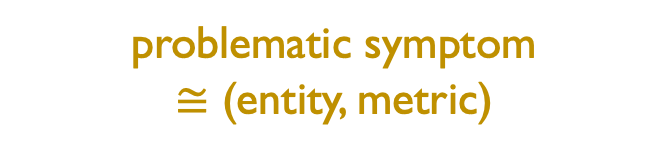 problematic symptom
≅ (entity, metric)